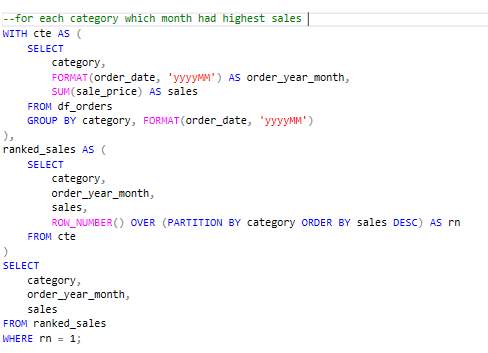 --for each category which month had highest sales
WITH cte AS (
    SELECT
        category,
        FORMAT(order_date, 'yyyyMM') AS order_year_month,
        SUM(sale_price) AS sales
    FROM df_orders
    GROUP BY category, FORMAT(order_date, 'yyyyMM')
),
ranked_sales AS (
    SELECT
        category,
        order_year_month,
        sales,
        ROW_NUMBER() OVER (PARTITION BY category ORDER BY sales DESC) AS rn
    FROM cte
)
SELECT
    category,
    order_year_month,
    sales
FROM ranked_sales
WHERE rn = 1;